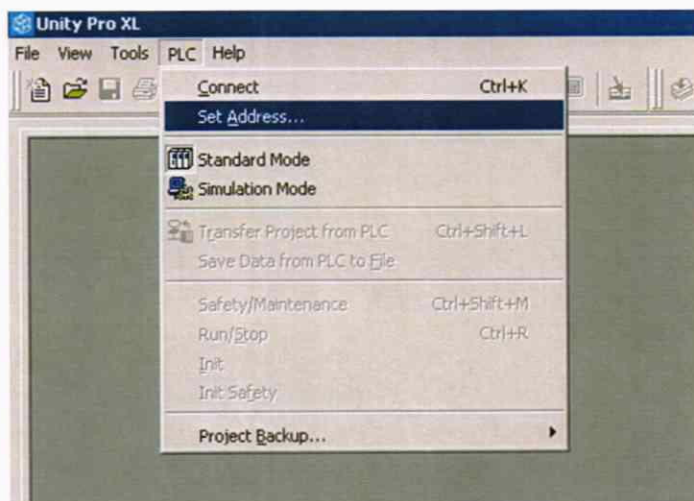 Unity Pro XL
File View Tools PLC Help
Connect Ctrl+K
Set Address...
Standard Mode
Simulation Mode
Transfer Project from PLC Ctrl+Shift+L
Save Data from PLC to File
Safety/Maintenance Ctrl+Shift+M
Run/Stop Ctrl+R
Init
Init Safety
Project Backup...